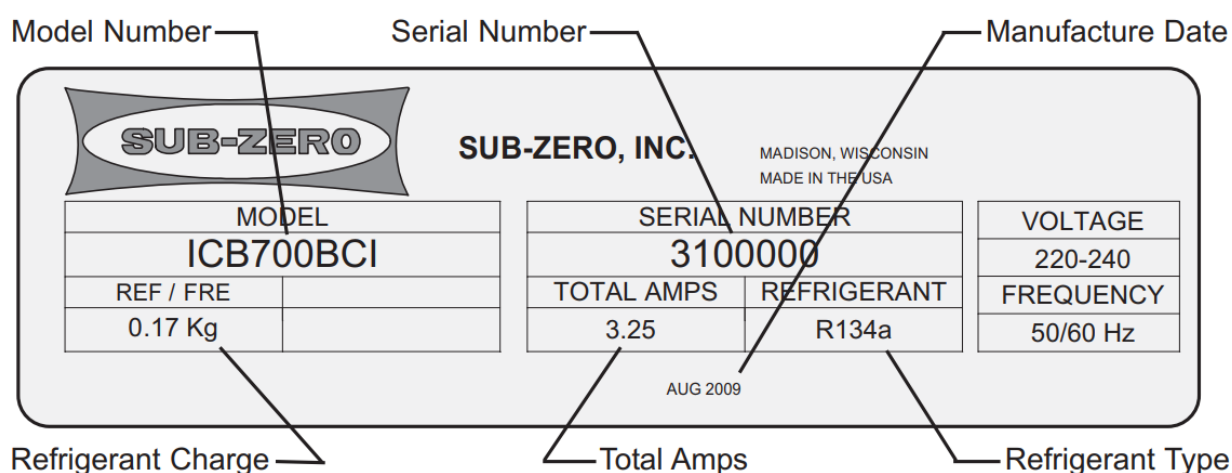 Model Number Serial Number Manufacture Date
SUB-ZERO
SUB-ZERO, INC.
MADISON, WISCONSIN
MADE IN THE USA
MODEL
ICB700BCI
REF / FRE
0.17 Kg
SERIAL NUMBER
3100000
TOTAL AMPS REFRIGERANT
3.25 R134a
VOLTAGE
220-240
FREQUENCY
50/60 Hz
AUG 2009
Refrigerant Charge Total Amps Refrigerant Type